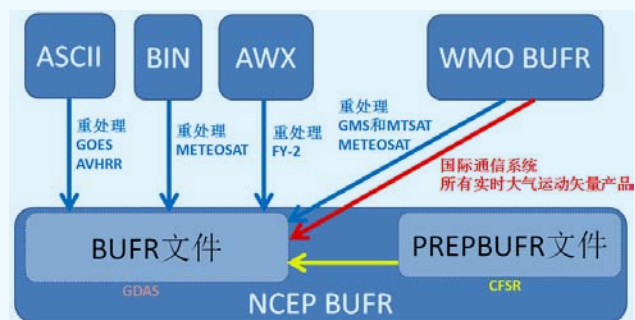 ASCII
BIN
AWX
WMO BUFR
重处理
GOES
AVHRR
重处理
METEOSAT
重处理
FY-2
重处理
GMS和MTSAT
METEOSAT
国际通信系统
所有实时大气运动矢量产品
BUFR文件
PREPBUFR文件
GDAS
CFSR
NCEP BUFR